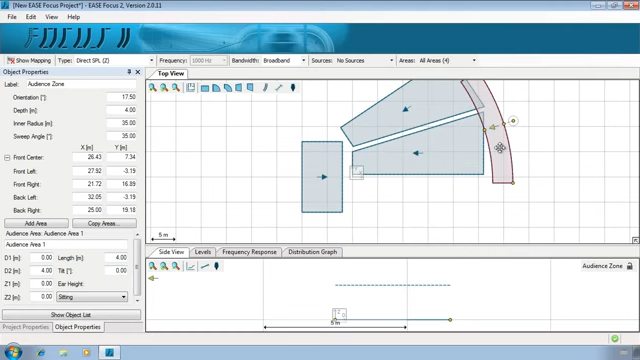 [New EASE Focus Project*] - EASE Focus 2, Version 2.0.11
File Edit View Help
FOCUS II
Show Mapping Type: Direct SPL (Z) Frequency: 1000 Hz Bandwidth: Broadband Sources: No Sources Areas: All Areas (4)
Object Properties
Top View
Label: Audience Zone
Orientation [°]: 17.50
Depth [m]: 4.00
Inner Radius [m]: 35.00
Sweep Angle [°]: 35.00
X [m] Y [m]
Front Center: 26.43 7.34
Front Left: 27.92 -3.19
Front Right: 21.72 19.89
Back Left: 32.05 -3.19
Back Right: 25.00 19.18
Add Area Copy Areas...
5 m
Audience Area: Audience Area 1
Audience Area 1
Side View Levels Frequency Response Distribution Graph
D1 [m]: 0.00 Length [m]: 4.00
Audience Zone
D2 [m]: 4.00 Tilt [°]: 0.00
Z1 [m]: 0.00 Ear Height:
Z2 [m]: 0.00 Sitting
Show Object List
5 m
Project Properties Object Properties